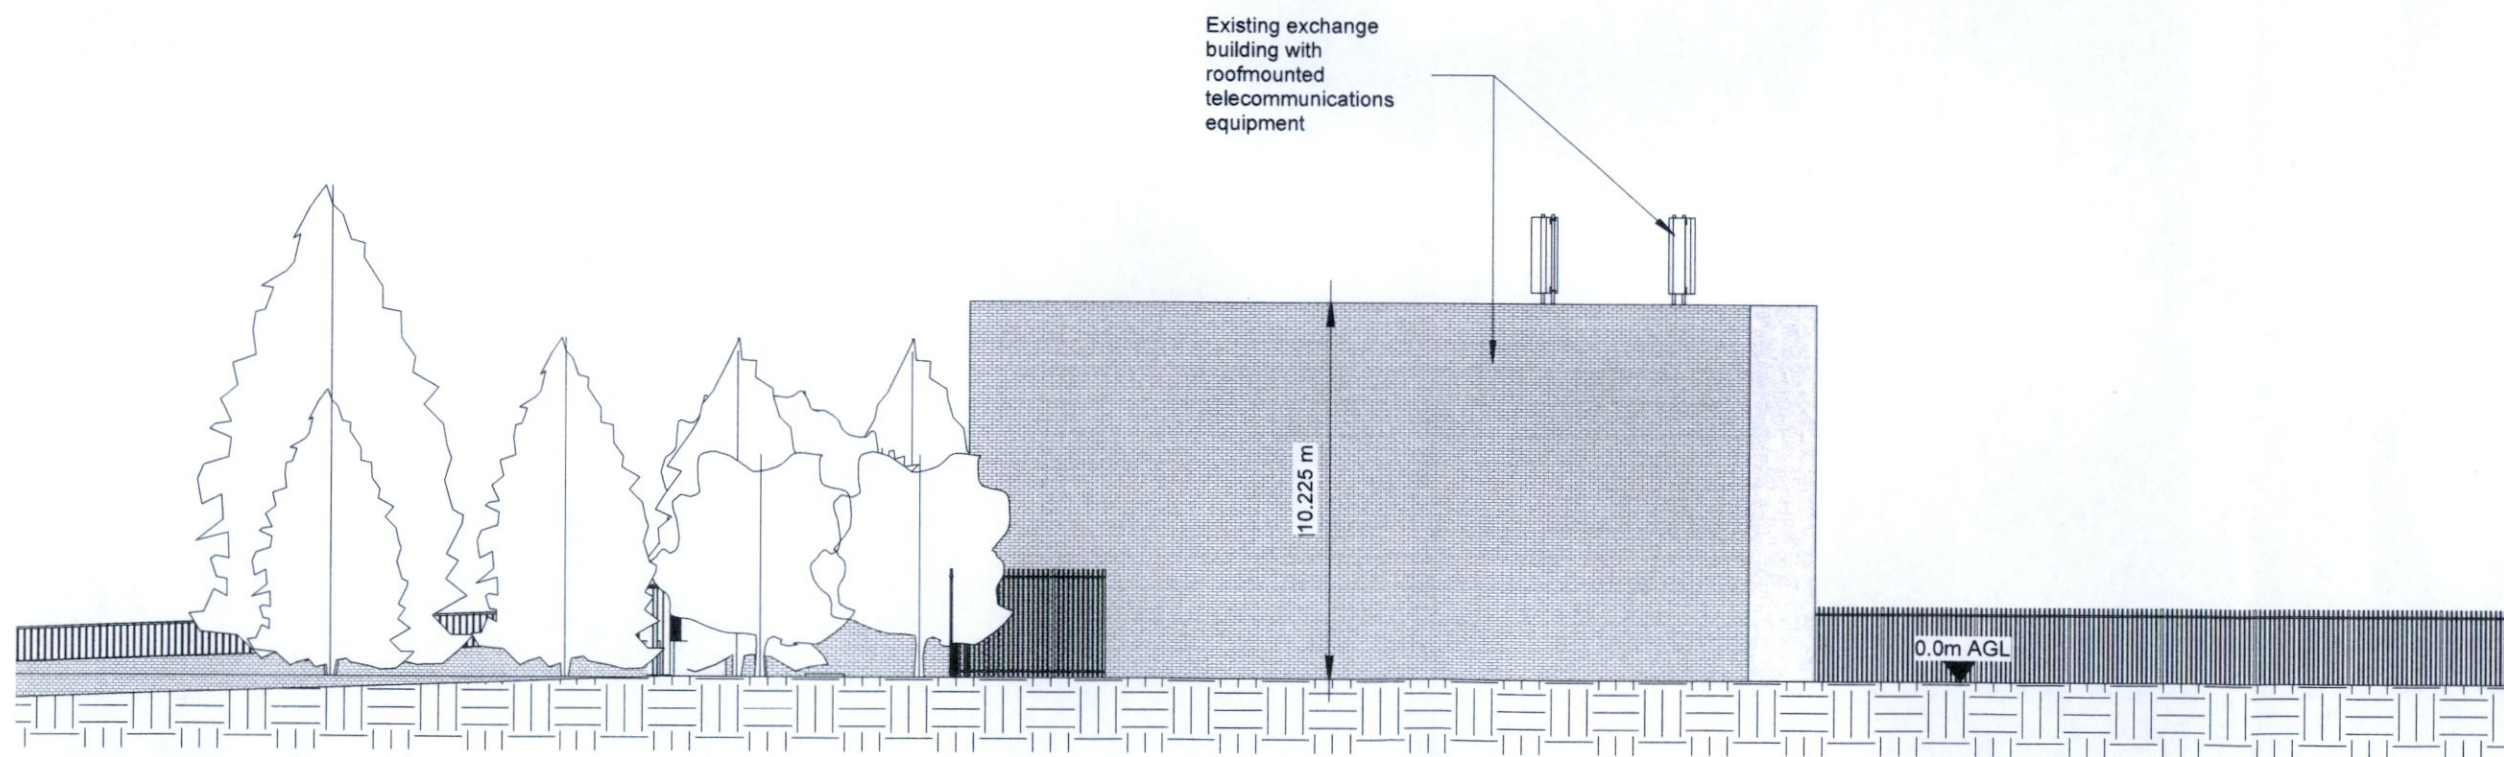 Existing exchange
building with
roofmounted
telecommunications
equipment
10.225 m
0.0m AGL